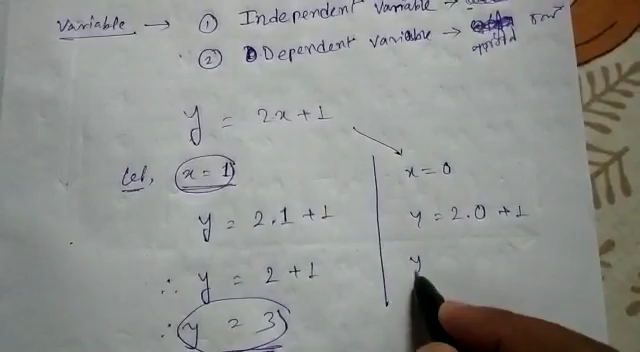 Variable → ① Independent Variable →
② Dependent variable →
y = 2x + 1
Let, x = 1
y = 2.1 + 1
∴ y = 2 + 1
∴ y = 3
x = 0
y = 2.0 + 1
y